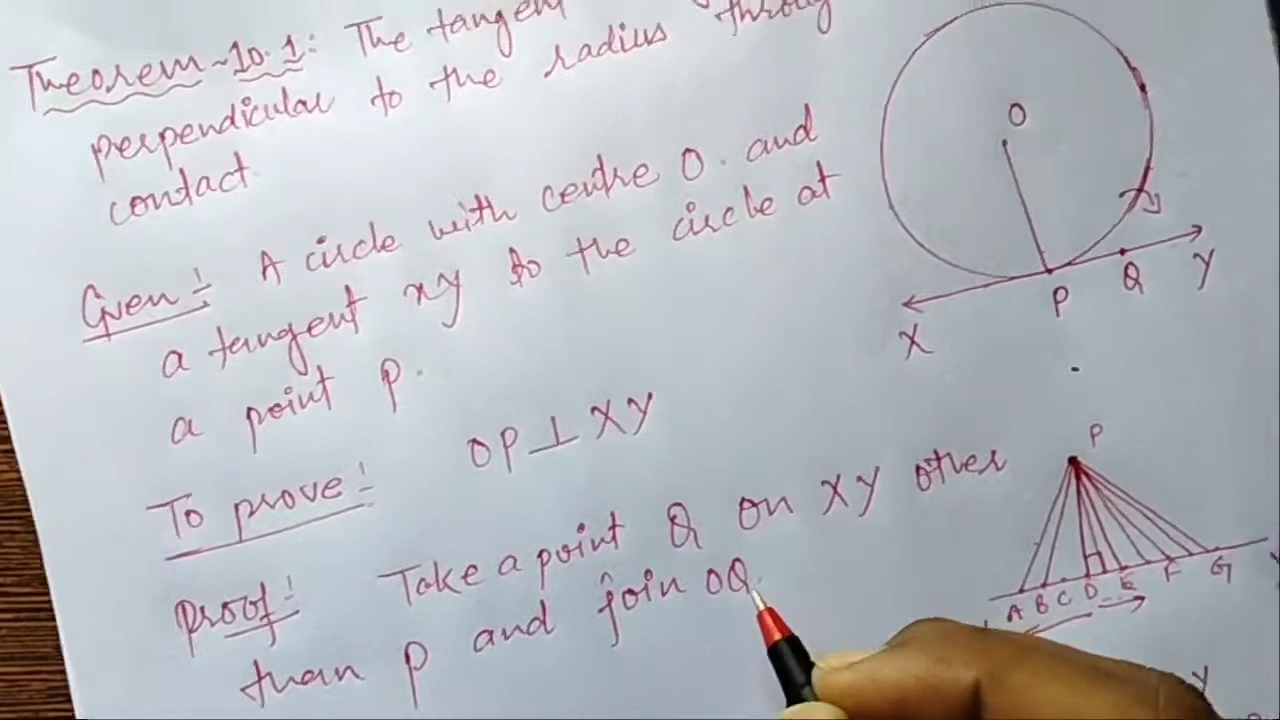 Theorem-10.1: The tangent
perpendicular to the radius through
contact.
Given:- A circle with centre O. and
a tangent xy to the circle at
a point P.
To prove:- OP⊥XY
Proof:- Take a point Q on XY other
than P and join OQ.
O
P
Q
Y
X
P
A B C D E F G
Y